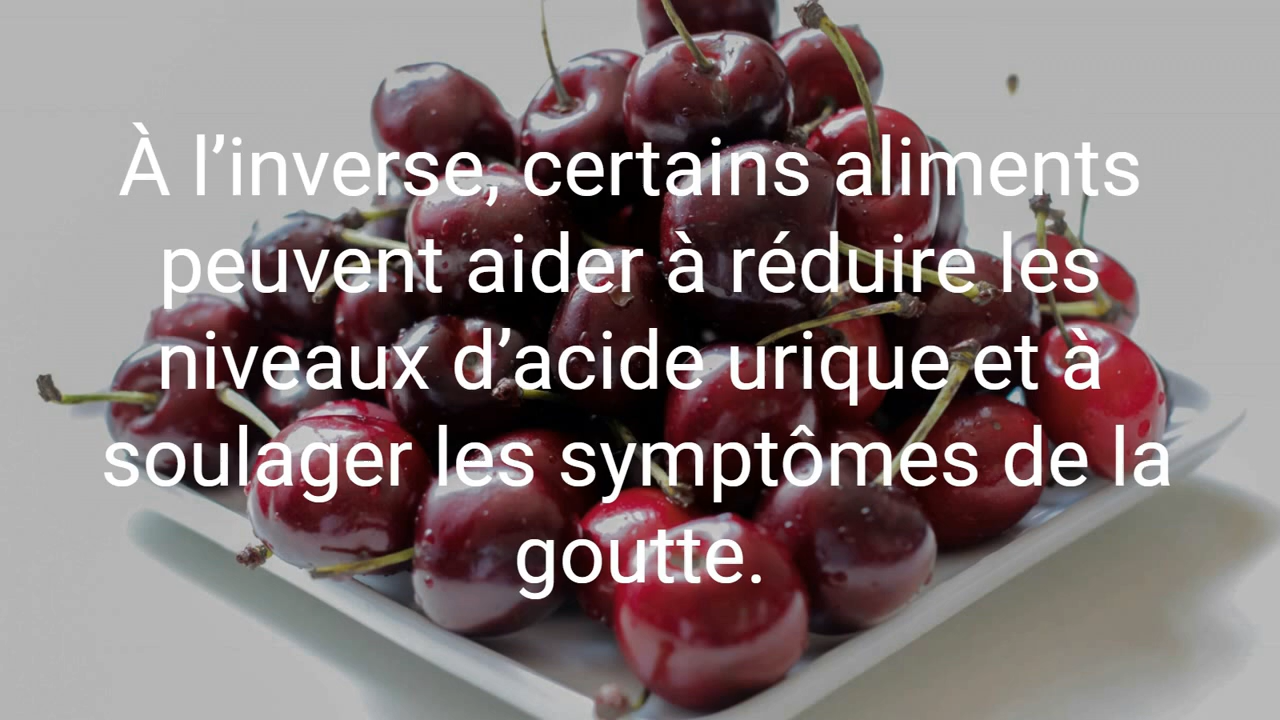 À l’inverse, certains aliments
peuvent aider à réduire les
niveaux d’acide urique et à
soulager les symptômes de la
goutte.